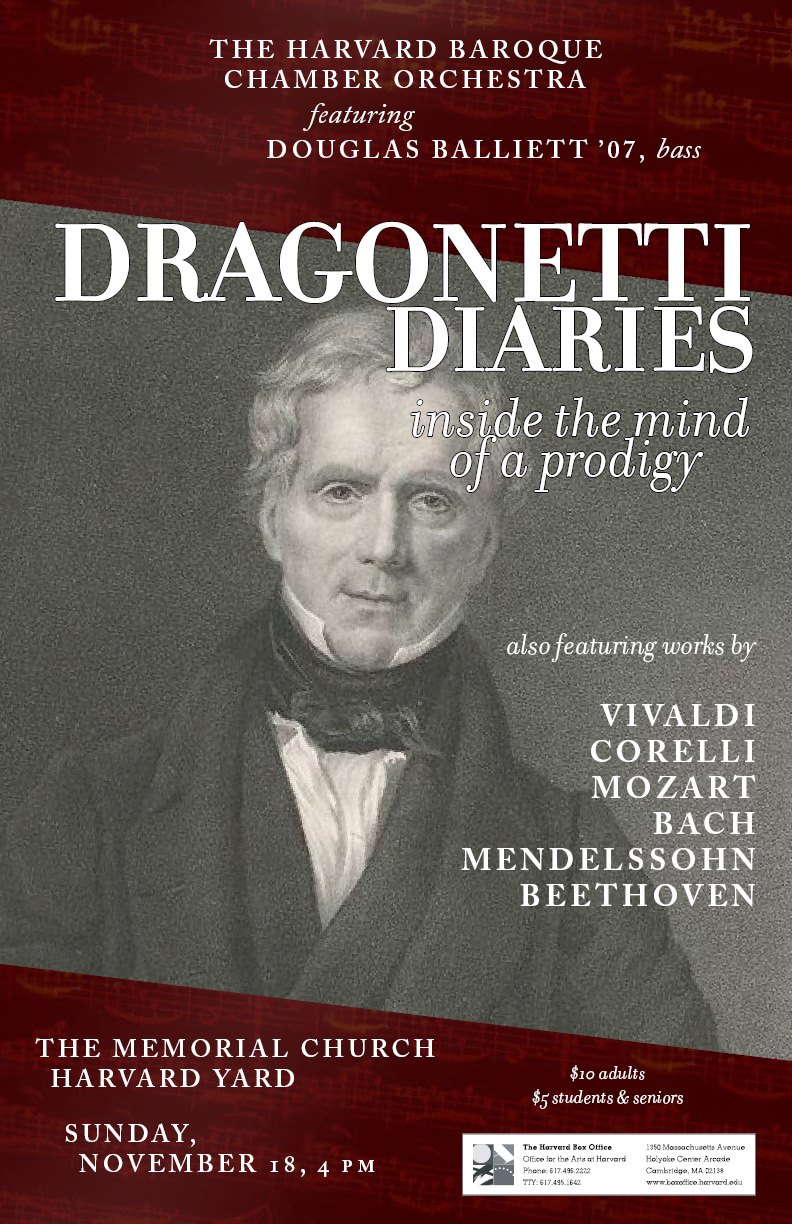 THE HARVARD BAROQUE
CHAMBER ORCHESTRA
featuring
DOUGLAS BALLIETT ’07, bass
DRAGONETTI
DIARIES
inside the mind
of a prodigy
also featuring works by
VIVALDI
CORELLI
MOZART
BACH
MENDELSSOHN
BEETHOVEN
THE MEMORIAL CHURCH
HARVARD YARD
SUNDAY,
NOVEMBER 18, 4 PM
$10 adults
$5 students & seniors
The Harvard Box Office
Office for the Arts at Harvard
Phone: 617.496.2222
TTY: 617.495.1642
1350 Massachusetts Avenue
Holyoke Center Arcade
Cambridge, MA 02138
www.boxoffice.harvard.edu